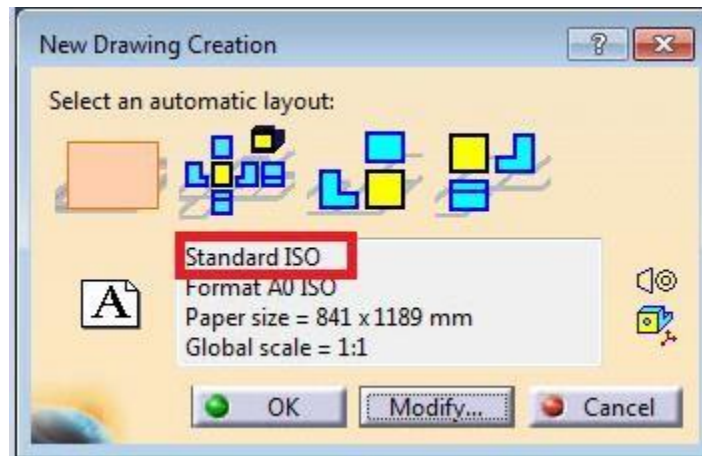 New Drawing Creation
Select an automatic layout:
Standard ISO
Format A0 ISO
Paper size = 841 x 1189 mm
Global scale = 1:1
A
OK Modify... Cancel